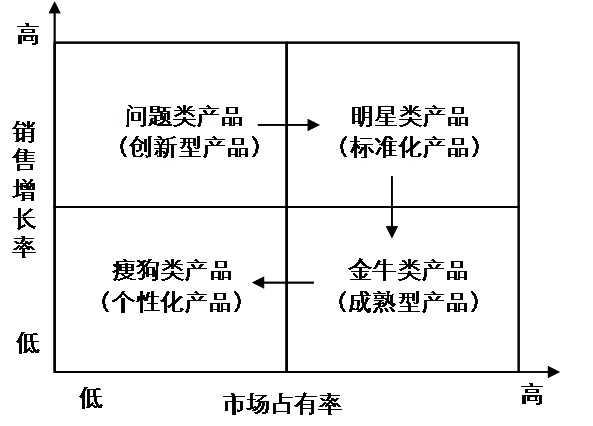 高
问题类产品
（创新型产品）
明星类产品
（标准化产品）
销售增长率
瘦狗类产品
（个性化产品）
金牛类产品
（成熟型产品）
低
低
市场占有率
高